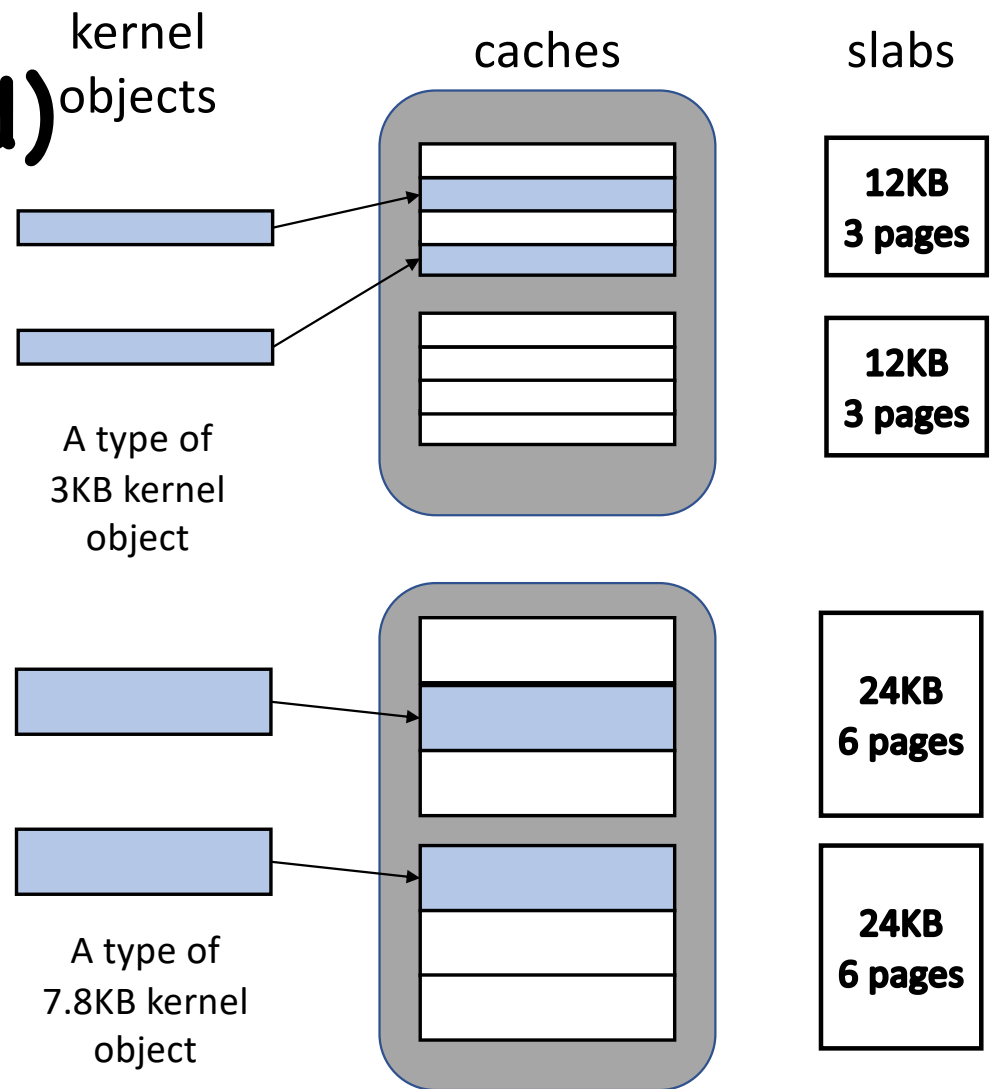 kernel
objects
caches
slabs
12KB
3 pages
12KB
3 pages
A type of
3KB kernel
object
24KB
6 pages
24KB
6 pages
A type of
7.8KB kernel
object